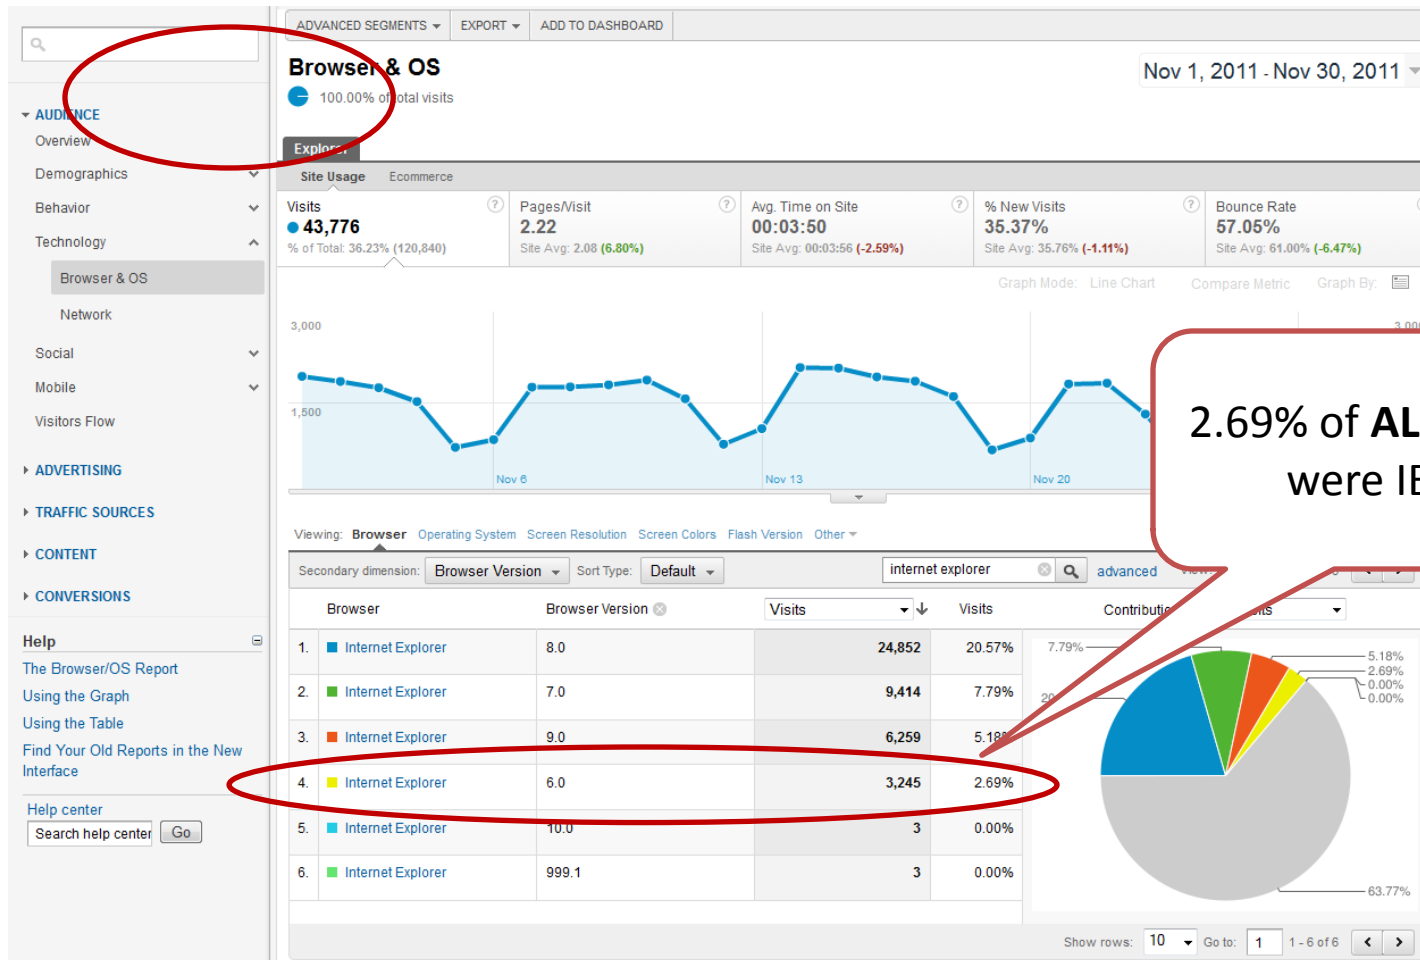 ADVANCED SEGMENTS EXPORT ADD TO DASHBOARD
Browser & OS
Nov 1, 2011 - Nov 30, 2011
100.00% of total visits
AUDIENCE
Overview
Demographics
Behavior
Technology
Browser & OS
Network
Social
Mobile
Visitors Flow
ADVERTISING
TRAFFIC SOURCES
CONTENT
CONVERSIONS
Help
The Browser/OS Report
Using the Graph
Using the Table
Find Your Old Reports in the New
Interface
Help center
Search help center Go
Explorer
Site Usage Ecommerce
Visits
43,776
% of Total: 36.23% (120,840)
Pages/Visit
2.22
Site Avg: 2.08 (6.80%)
Avg. Time on Site
00:03:50
Site Avg: 00:03:56 (-2.59%)
% New Visits
35.37%
Site Avg: 35.76% (-1.11%)
Bounce Rate
57.05%
Site Avg: 61.00% (-6.47%)
Graph Mode: Line Chart Compare Metric Graph By:
3,000
1,500
Nov 6 Nov 13 Nov 20
2.69% of AL
were IE
Viewing: Browser Operating System Screen Resolution Screen Colors Flash Version Other
Secondary dimension: Browser Version Sort Type: Default internet explorer advanced
Browser Browser Version Visits Visits
1. Internet Explorer 8.0 24,852 20.57%
2. Internet Explorer 7.0 9,414 7.79%
3. Internet Explorer 9.0 6,259 5.18%
4. Internet Explorer 6.0 3,245 2.69%
5. Internet Explorer 10.0 3 0.00%
6. Internet Explorer 999.1 3 0.00%
7.79%
5.18%
2.69%
0.00%
0.00%
63.77%
Show rows: 10 Go to: 1 1 - 6 of 6